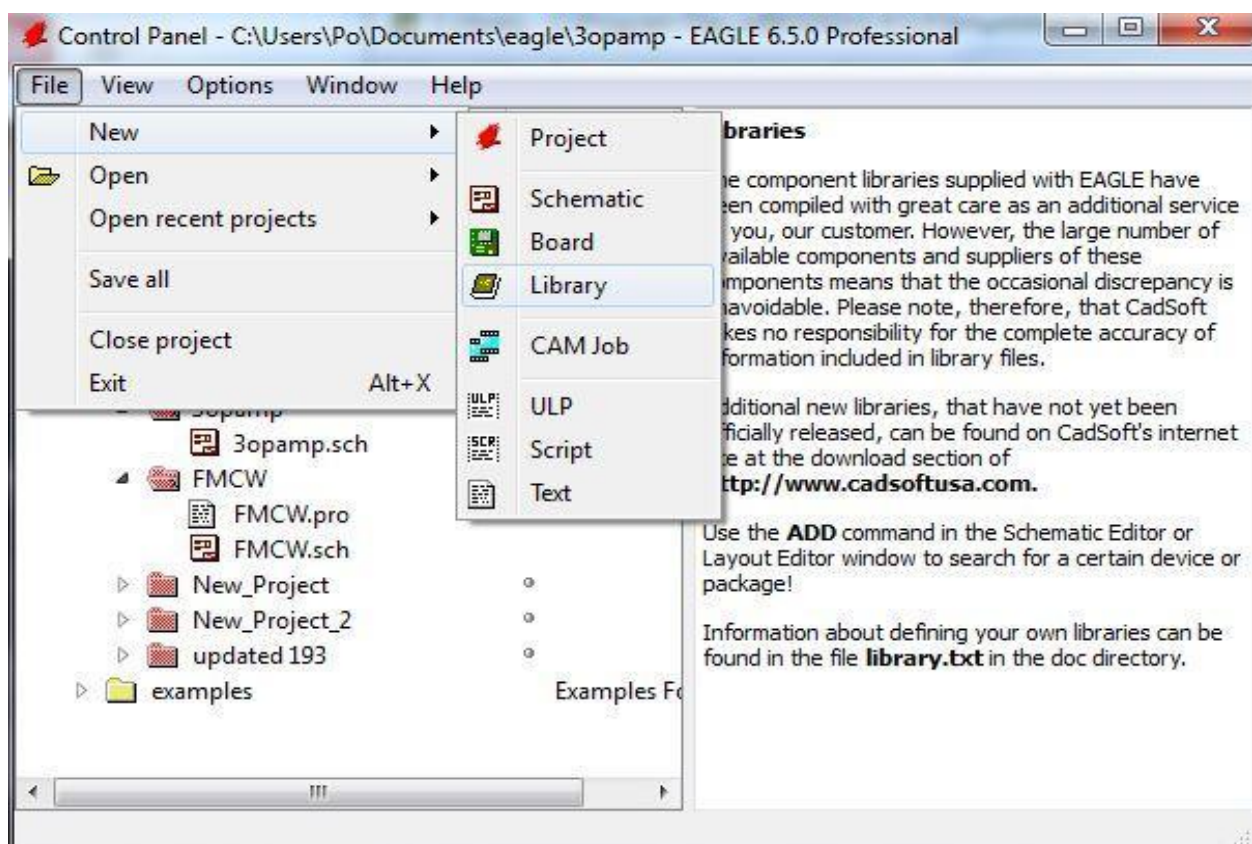 Control Panel - C:\Users\Po\Documents\eagle\3opamp - EAGLE 6.5.0 Professional
File View Options Window Help
New
Open
Open recent projects
Save all
Close project
Exit Alt+X
Project
Schematic
Board
Library
CAM Job
ULP
Script
Text
3opamp
3opamp.sch
FMCW
FMCW.pro
FMCW.sch
New_Project
New_Project_2
updated 193
examples Examples Fo
braries
e component libraries supplied with EAGLE have
een compiled with great care as an additional service
you, our customer. However, the large number of
vailable components and suppliers of these
mponents means that the occasional discrepancy is
navoidable. Please note, therefore, that CadSoft
kes no responsibility for the complete accuracy of
formation included in library files.
dditional new libraries, that have not yet been
fficially released, can be found on CadSoft's internet
te at the download section of
ttp://www.cadsoftusa.com.
Use the ADD command in the Schematic Editor or
Layout Editor window to search for a certain device or
package!
Information about defining your own libraries can be
found in the file library.txt in the doc directory.